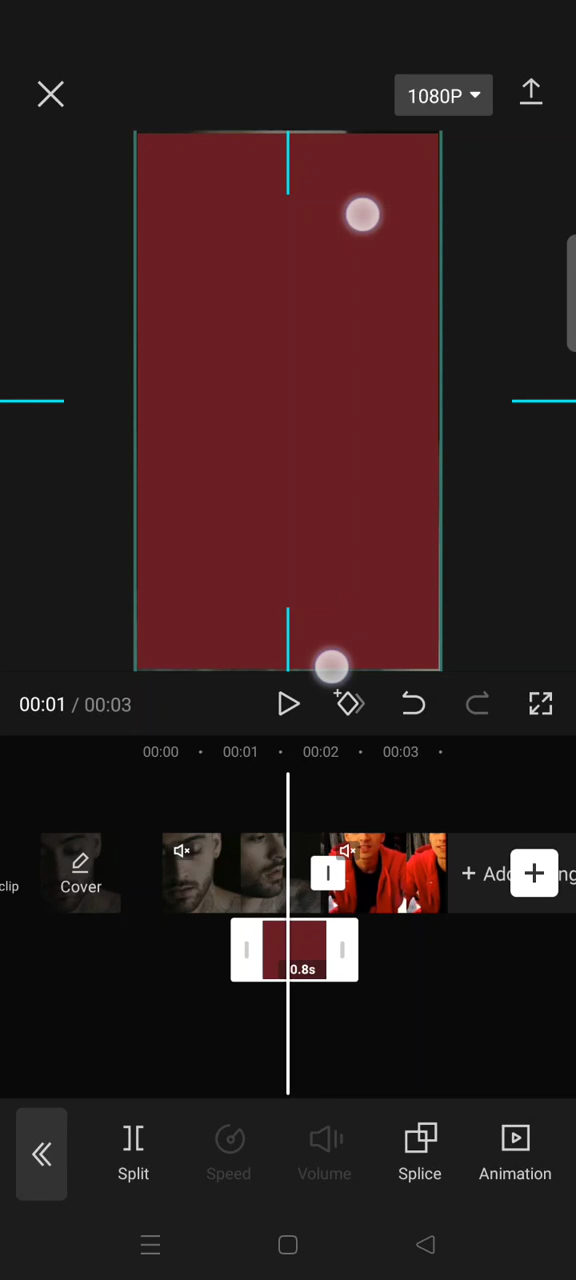 1080P
00:01 / 00:03
00:00 • 00:01 • 00:02 • 00:03 •
clip
Cover
+ Add
0.8s
Split
Speed
Volume
Splice
Animation